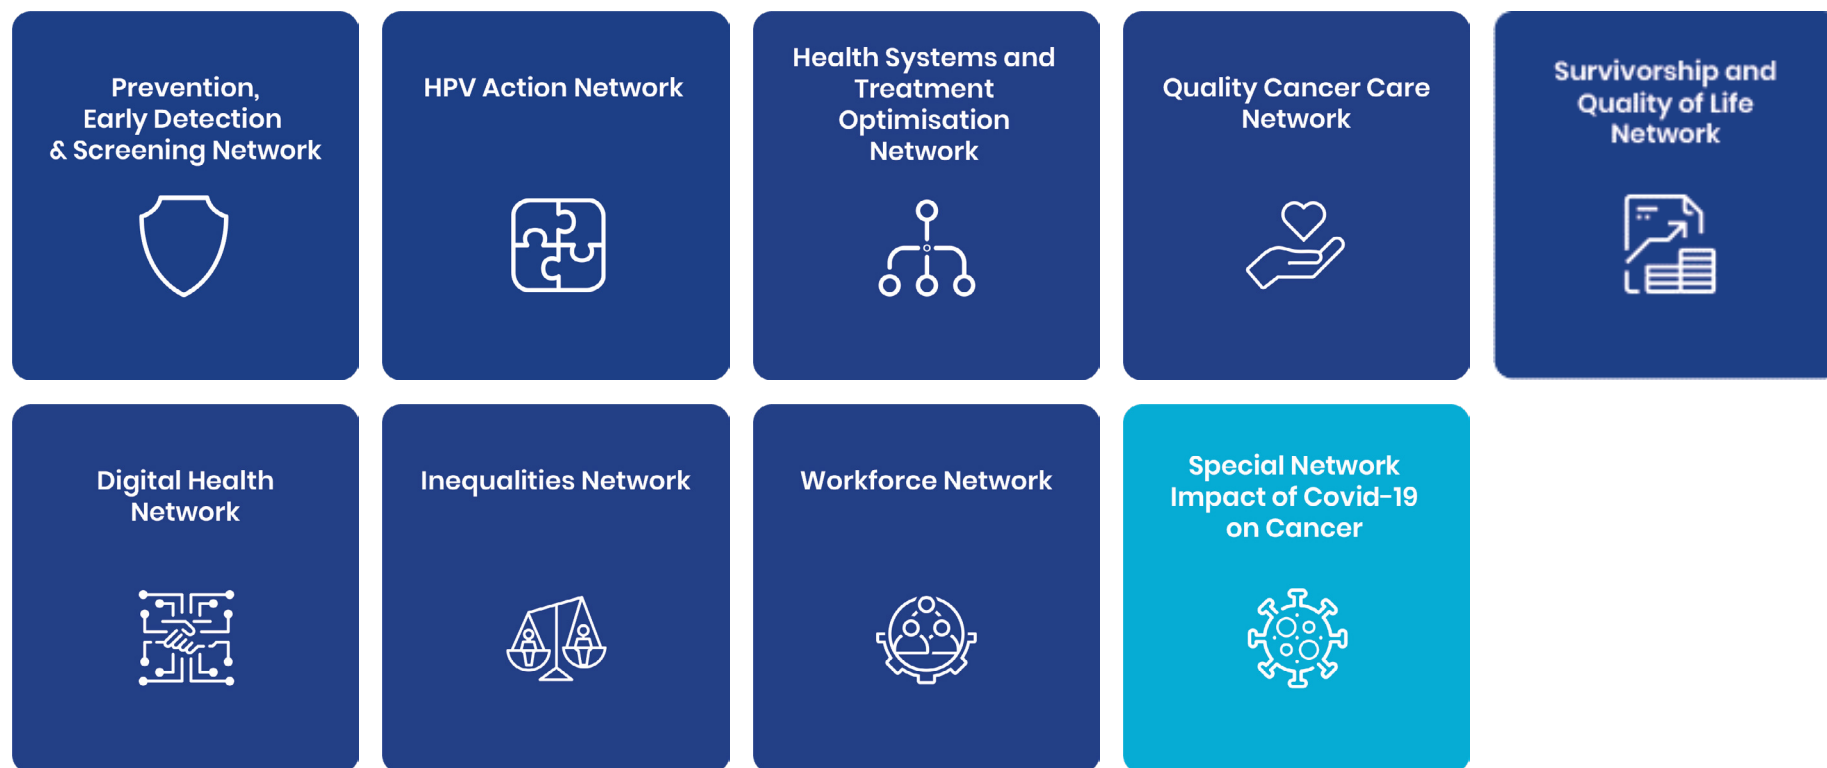 Prevention,
Early Detection
& Screening Network
HPV Action Network
Health Systems and
Treatment
Optimisation
Network
Quality Cancer Care
Network
Survivorship and
Quality of Life
Network
Digital Health
Network
Inequalities Network
Workforce Network
Special Network
Impact of Covid-19
on Cancer